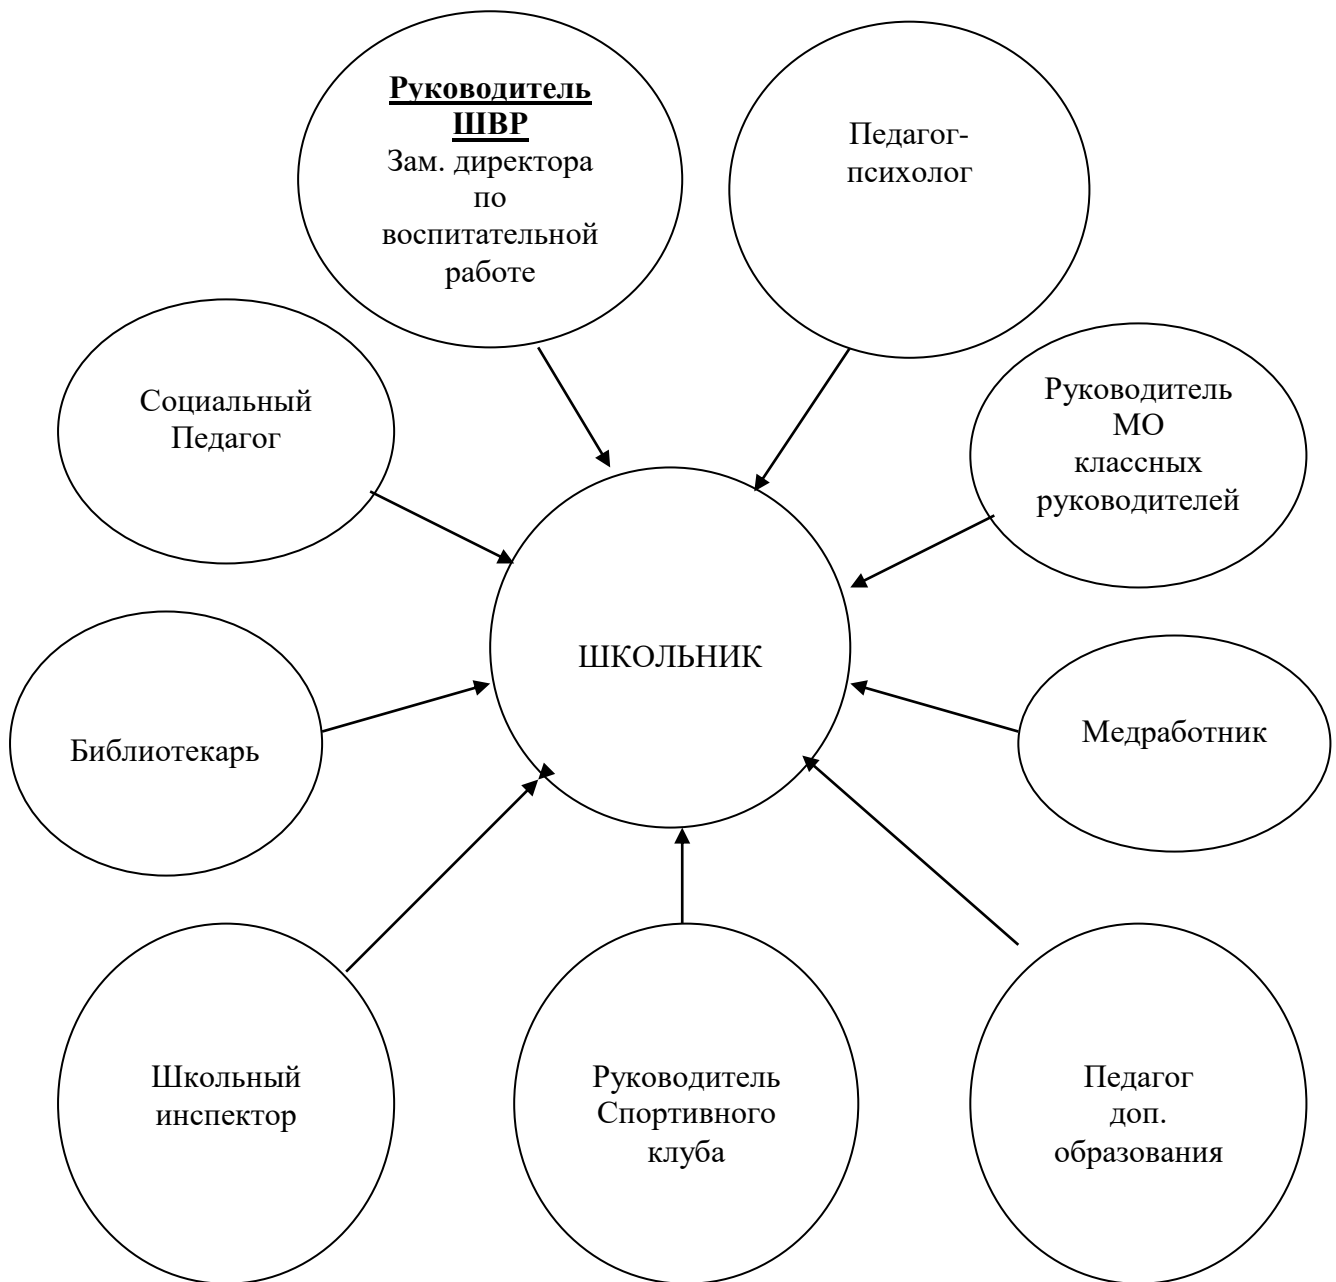 Руководитель
ШВР
Зам. директора
по
воспитательной
работе
Педагог-
психолог
Социальный
Педагог
Руководитель
МО
классных
руководителей
ШКОЛЬНИК
Библиотекарь
Медработник
Школьный
инспектор
Руководитель
Спортивного
клуба
Педагог
доп.
образования